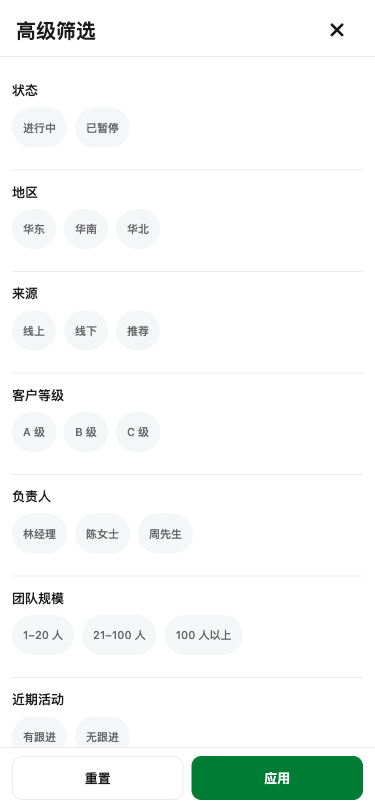 高级筛选
状态
进行中 已暂停
地区
华东 华南 华北
来源
线上 线下 推荐
客户等级
A 级 B 级 C 级
负责人
林经理 陈女士 周先生
团队规模
1–20 人 21–100 人 100 人以上
近期活动
有跟进 无跟进
重置 应用